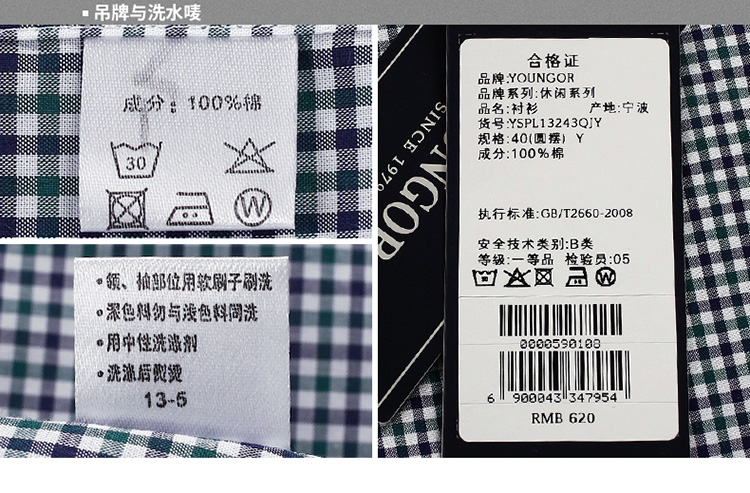 ▪ 吊牌与洗水唛
成分：100%棉
30
W
•领、袖部位用软刷子刷洗
•深色料勿与浅色料同洗
•用中性洗涤剂
•洗涤后熨烫
13-5
SINCE 1979
合格证
品牌:YOUNGOR
品牌系列:休闲系列
品名:衬衫 产地:宁波
货号:YSPL13243QJY
规格:40(圆摆) Y
成分:100%棉
执行标准:GB/T2660-2008
安全技术类别:B类
等级:一等品 检验员:05
W
0000590108
6 900043 347954
RMB 620